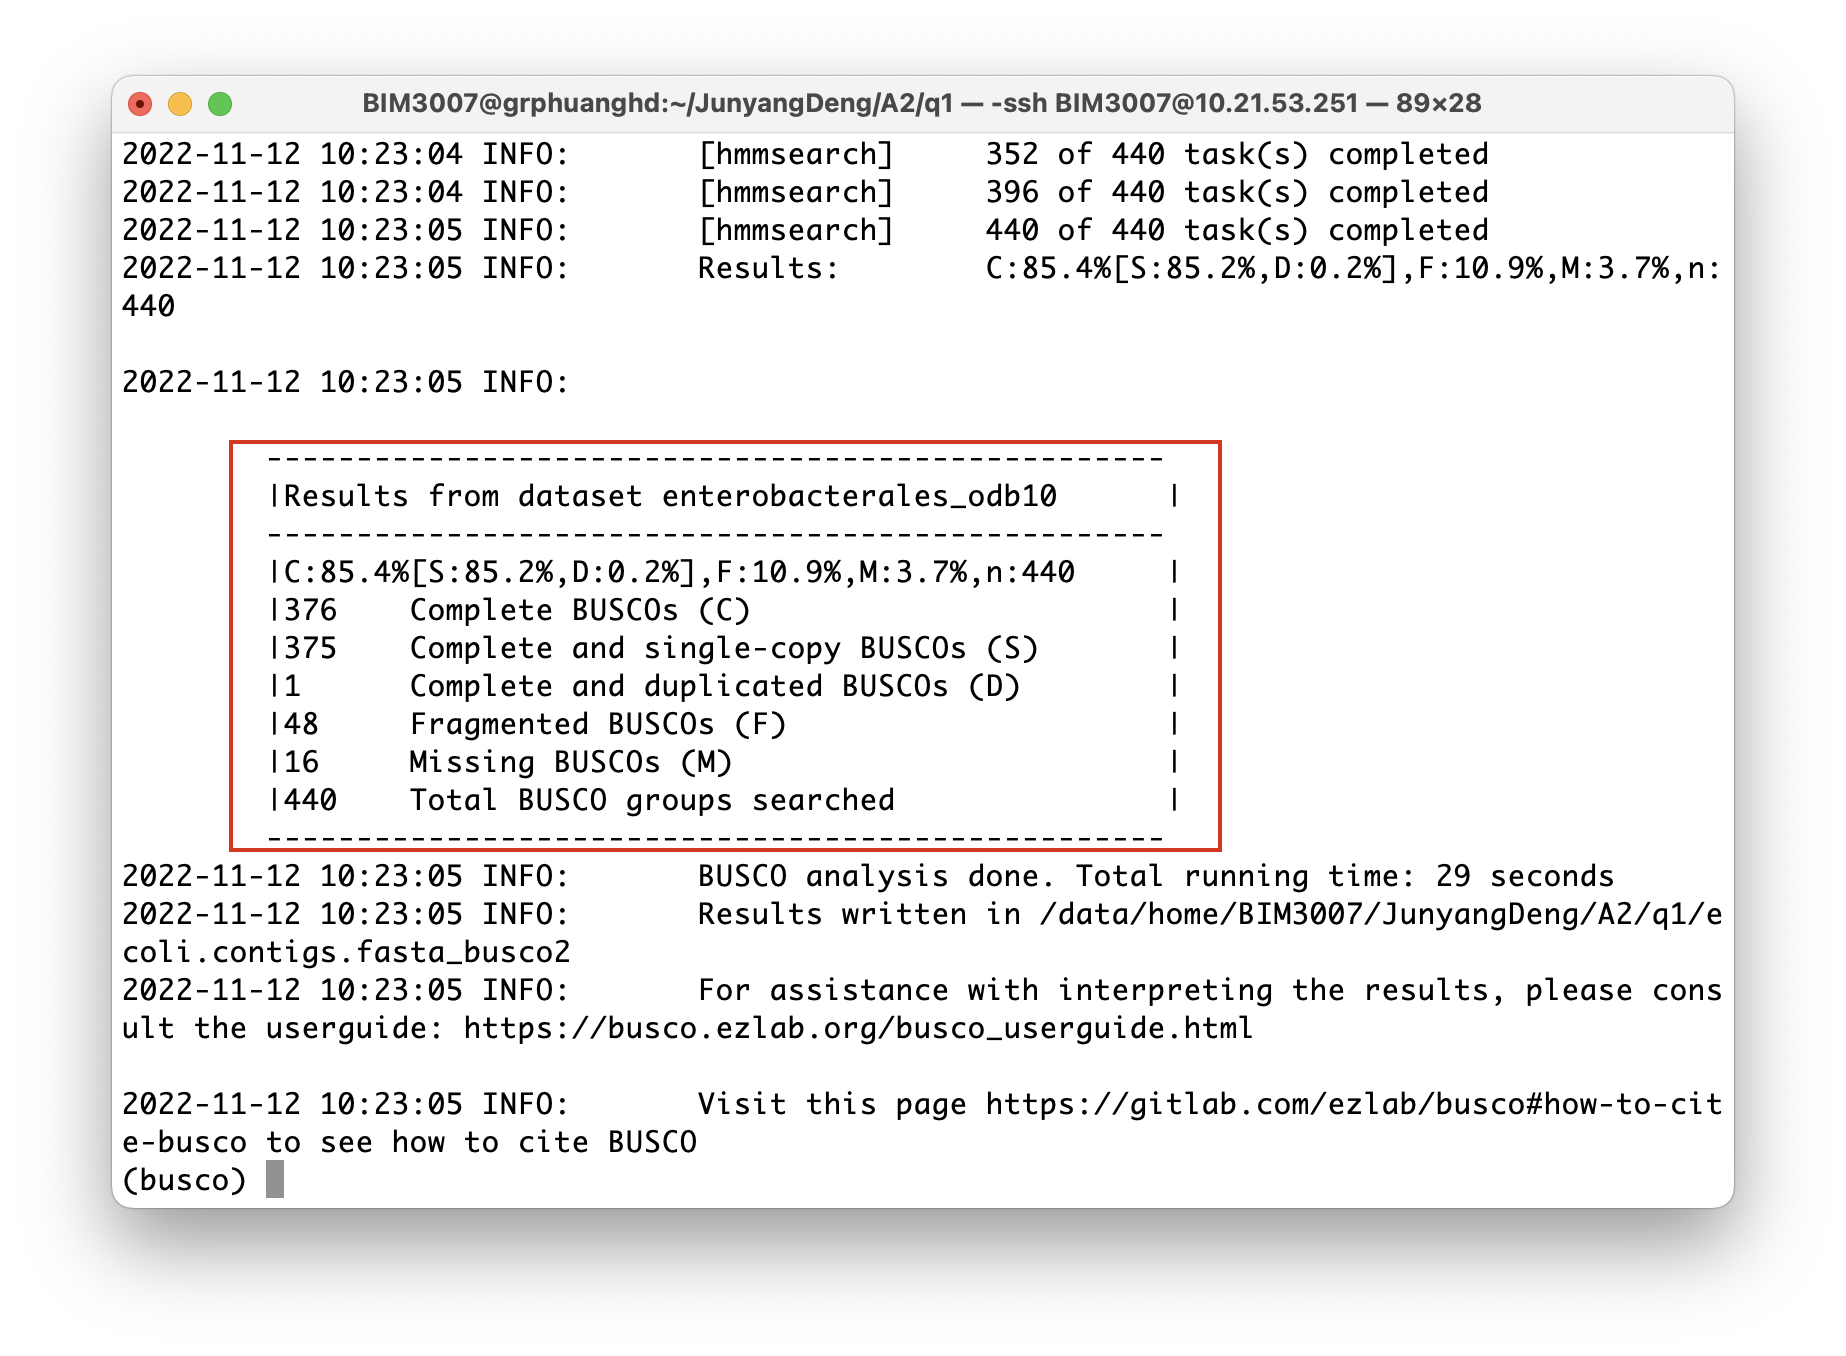 BIM3007@grphuanghd:~/JunyangDeng/A2/q1 — -ssh BIM3007@10.21.53.251 — 89×28
2022-11-12 10:23:04 INFO:       [hmmsearch]     352 of 440 task(s) completed
2022-11-12 10:23:04 INFO:       [hmmsearch]     396 of 440 task(s) completed
2022-11-12 10:23:05 INFO:       [hmmsearch]     440 of 440 task(s) completed
2022-11-12 10:23:05 INFO:       Results:        C:85.4%[S:85.2%,D:0.2%],F:10.9%,M:3.7%,n:
440
2022-11-12 10:23:05 INFO:
--------------------------------------------------
|Results from dataset enterobacterales_odb10      |
--------------------------------------------------
|C:85.4%[S:85.2%,D:0.2%],F:10.9%,M:3.7%,n:440     |
|376    Complete BUSCOs (C)                       |
|375    Complete and single-copy BUSCOs (S)       |
|1      Complete and duplicated BUSCOs (D)        |
|48     Fragmented BUSCOs (F)                     |
|16     Missing BUSCOs (M)                        |
|440    Total BUSCO groups searched               |
--------------------------------------------------
2022-11-12 10:23:05 INFO:       BUSCO analysis done. Total running time: 29 seconds
2022-11-12 10:23:05 INFO:       Results written in /data/home/BIM3007/JunyangDeng/A2/q1/e
coli.contigs.fasta_busco2
2022-11-12 10:23:05 INFO:       For assistance with interpreting the results, please cons
ult the userguide: https://busco.ezlab.org/busco_userguide.html
2022-11-12 10:23:05 INFO:       Visit this page https://gitlab.com/ezlab/busco#how-to-cit
e-busco to see how to cite BUSCO
(busco)